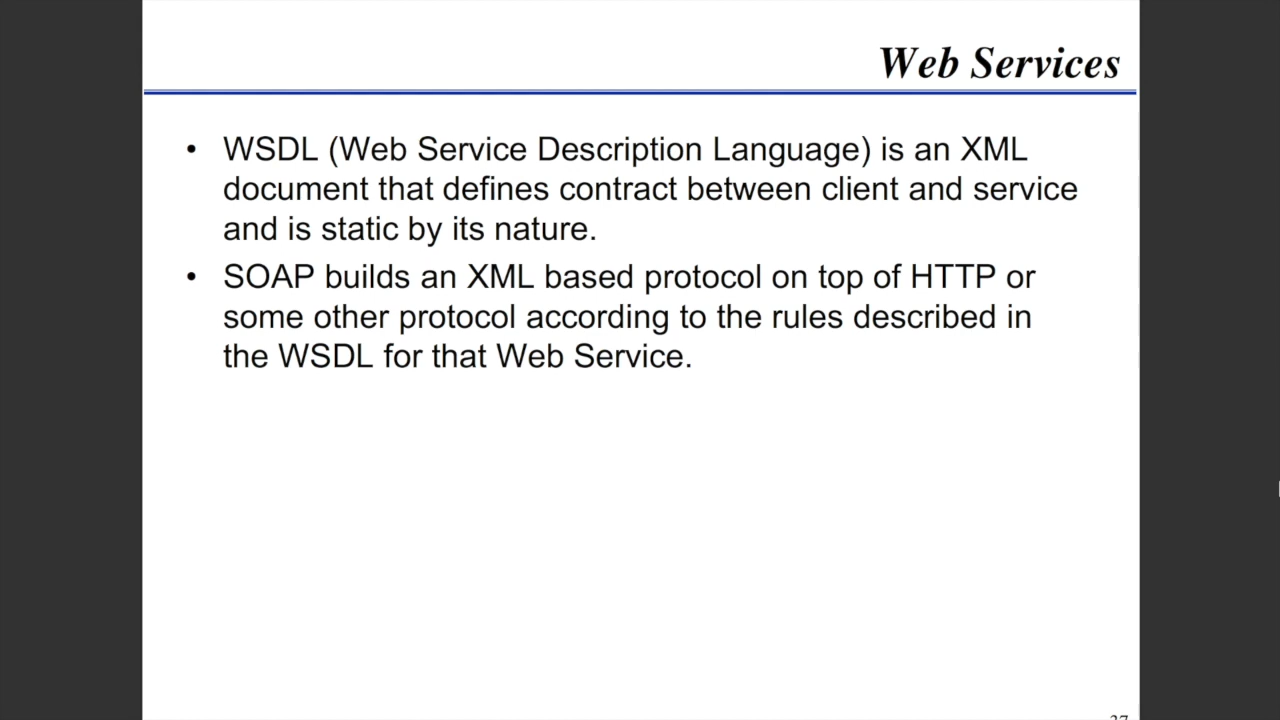 Web Services
• WSDL (Web Service Description Language) is an XML
document that defines contract between client and service
and is static by its nature.
• SOAP builds an XML based protocol on top of HTTP or
some other protocol according to the rules described in
the WSDL for that Web Service.